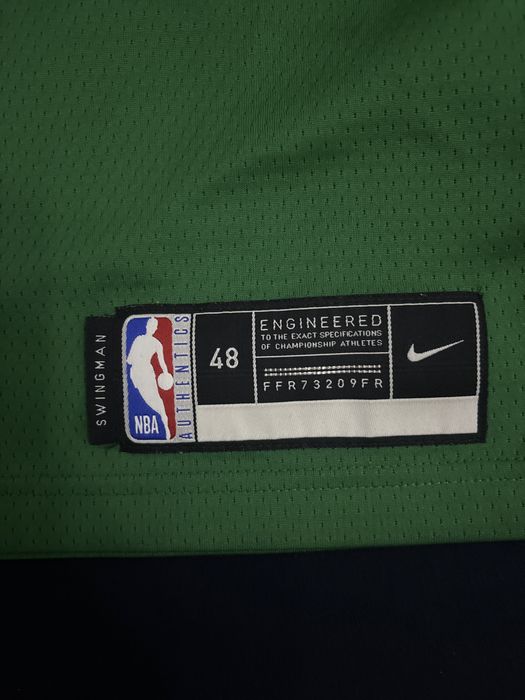 SWINGMAN
NBA
AUTHENTICS
48
ENGINEERED
TO THE EXACT SPECIFICATIONS
OF CHAMPIONSHIP ATHLETES
FFR73209FR